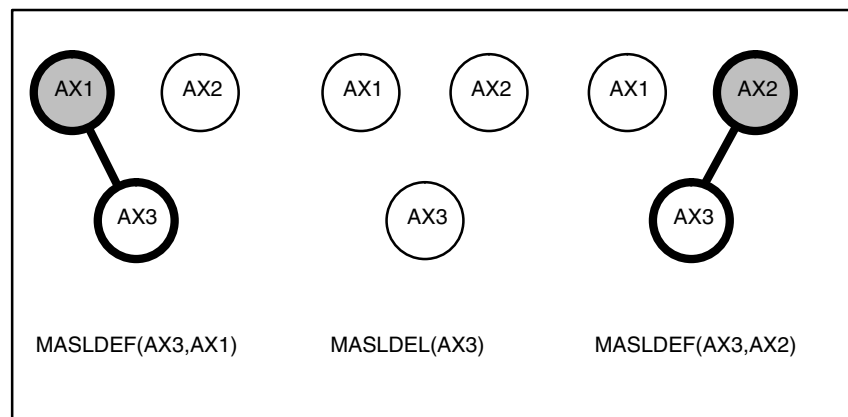 AX1 AX2 AX1 AX2 AX1 AX2
AX3 AX3 AX3
MASLDEF(AX3,AX1) MASLDEL(AX3) MASLDEF(AX3,AX2)